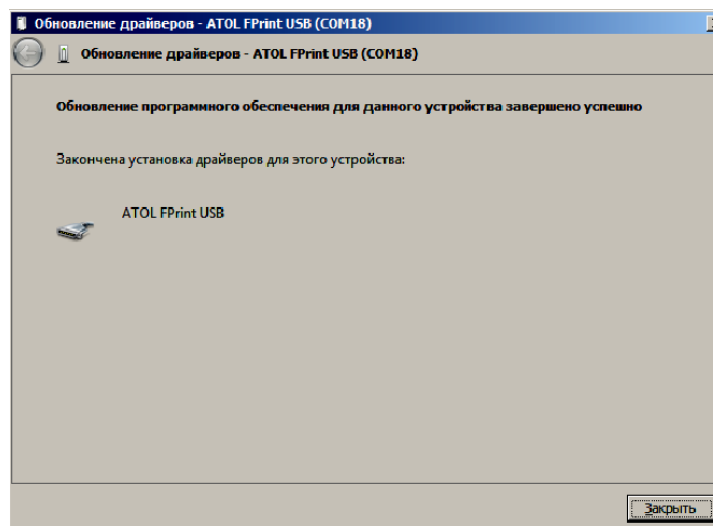 Обновление драйверов - ATOL FPrint USB (COM18)
Обновление драйверов - ATOL FPrint USB (COM18)
Обновление программного обеспечения для данного устройства завершено успешно
Закончена установка драйверов для этого устройства:
ATOL FPrint USB
Закрыть